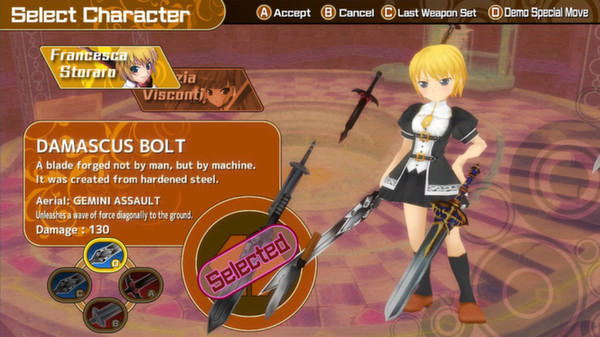 Select Character
A Accept B Cancel C Last Weapon Set D Demo Special Move
Francesca
Storaro
zia
Visconti
DAMASCUS BOLT
A blade forged not by man, but by machine.
It was created from hardened steel.
Aerial: GEMINI ASSAULT
Unleashes a wave of force diagonally to the ground.
Damage : 130
Selected
D
C
A
B